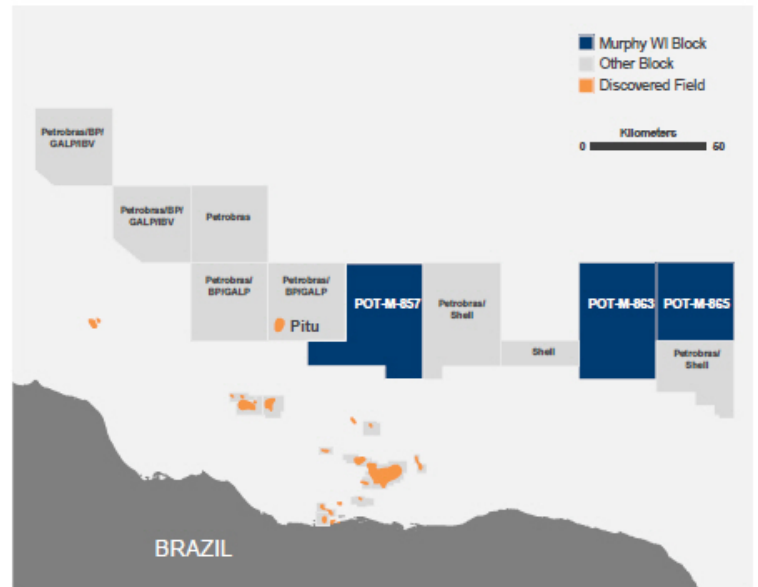 Murphy WI Block
Other Block
Discovered Field
Kilometers
0 60
Petrobras/BP/
GALP/IBV
Petrobras/BP/
GALP/IBV
Petrobras
Petrobras/
BP/GALP
Petrobras/
BP/GALP
Pitu
POT-M-857
Petrobras/
Shell
Shell
POT-M-863
POT-M-865
Petrobras/
Shell
BRAZIL